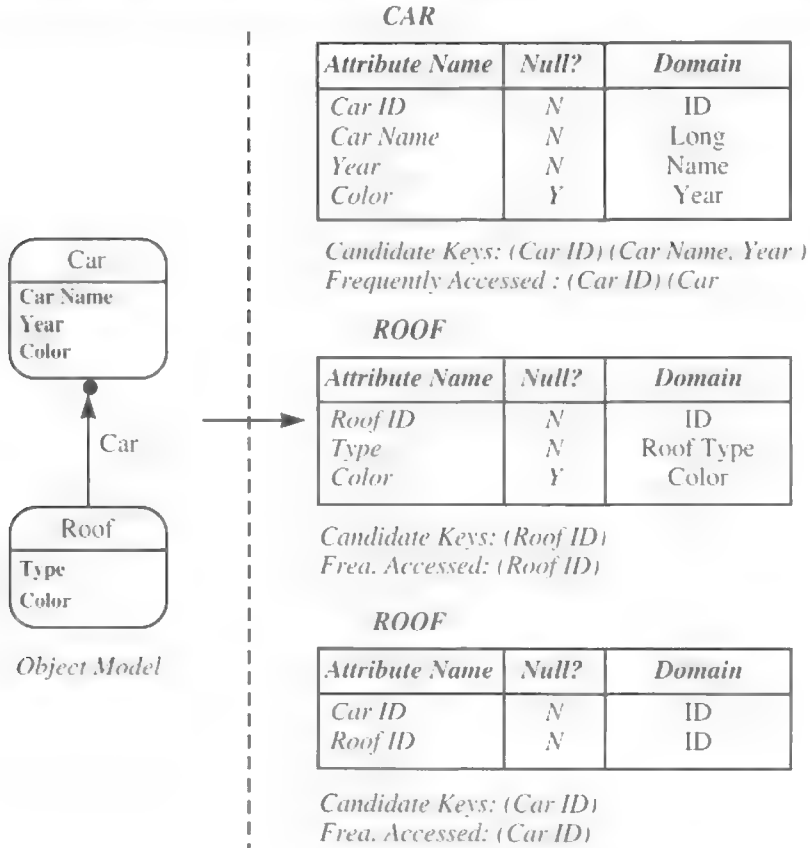 Car
Car Name
Year
Color
Car
Roof
Type
Color
Object Model
CAR
Attribute Name Null? Domain
Car ID N ID
Car Name N Long
Year N Name
Color Y Year
Candidate Keys: (Car ID) (Car Name, Year )
Frequently Accessed : (Car ID) (Car
ROOF
Attribute Name Null? Domain
Roof ID N ID
Type N Roof Type
Color Y Color
Candidate Keys: (Roof ID)
Frea. Accessed: (Roof ID)
ROOF
Attribute Name Null? Domain
Car ID N ID
Roof ID N ID
Candidate Keys: (Car ID)
Frea. Accessed: (Car ID)